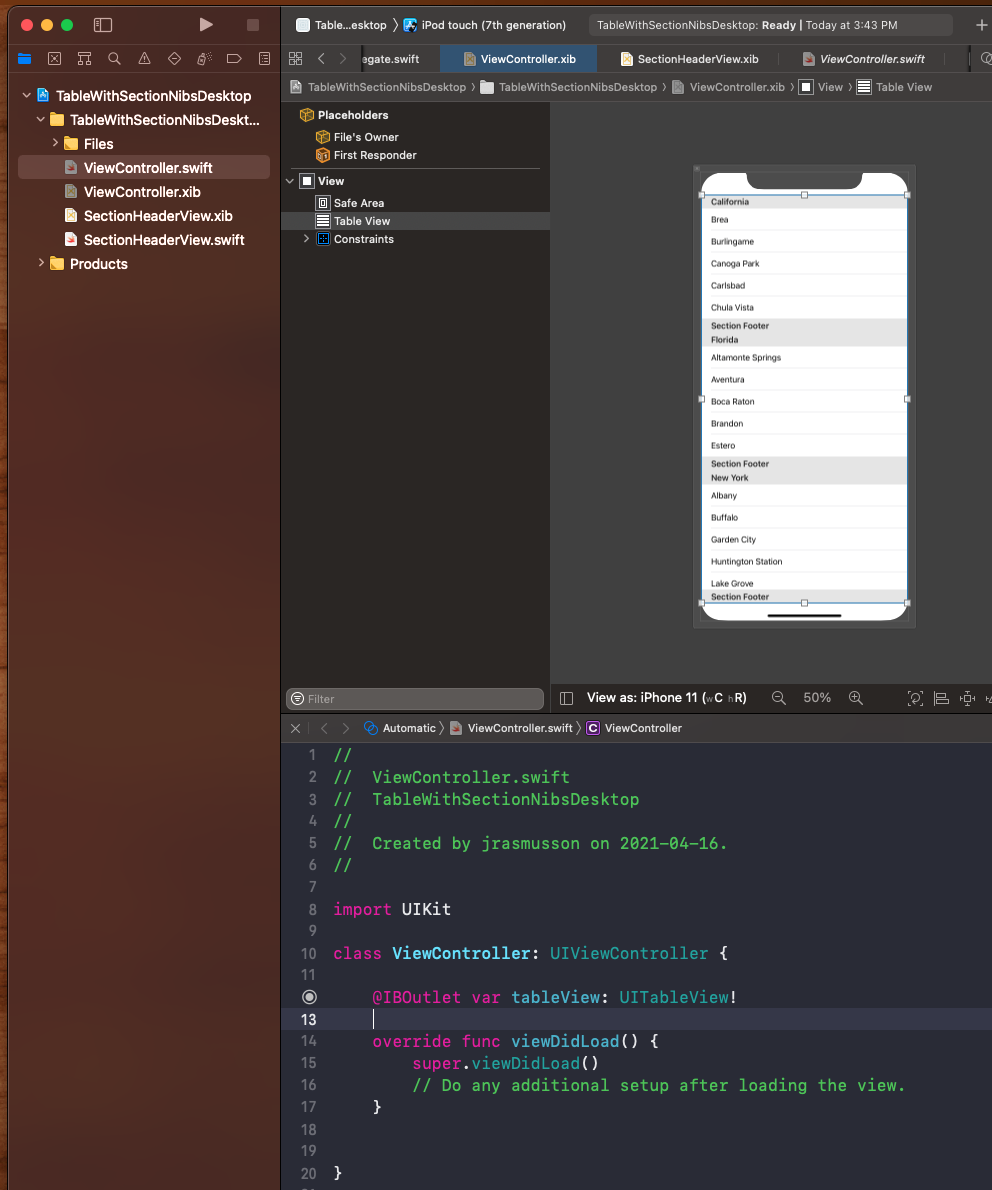 Table...esktop
iPod touch (7th generation)
TableWithSectionNibsDesktop: Ready | Today at 3:43 PM
egate.swift
ViewController.xib
SectionHeaderView.xib
ViewController.swift
TableWithSectionNibsDesktop
TableWithSectionNibsDesktop
ViewController.xib
View
Table View
TableWithSectionNibsDesktop
TableWithSectionNibsDeskt...
Files
ViewController.swift
ViewController.xib
SectionHeaderView.xib
SectionHeaderView.swift
Products
Placeholders
File's Owner
First Responder
View
Safe Area
Table View
Constraints
Filter
California
Brea
Burlingame
Canoga Park
Carlsbad
Chula Vista
Section Footer
Florida
Altamonte Springs
Aventura
Boca Raton
Brandon
Estero
Section Footer
New York
Albany
Buffalo
Garden City
Huntington Station
Lake Grove
Section Footer
View as: iPhone 11 (wC hR)
50%
Automatic
ViewController.swift
C ViewController
1 //
2 //  ViewController.swift
3 //  TableWithSectionNibsDesktop
4 //
5 //  Created by jrasmusson on 2021-04-16.
6 //
7
8 import UIKit
9
10 class ViewController: UIViewController {
11
@IBOutlet var tableView: UITableView!
13
14 override func viewDidLoad() {
15 super.viewDidLoad()
16 // Do any additional setup after loading the view.
17 }
18
19
20 }